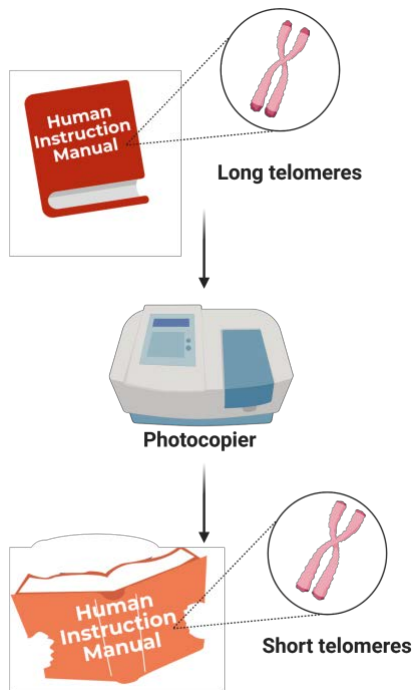 Human
Instruction
Manual
Long telomeres
Photocopier
Human
Instruction
Manual
Short telomeres